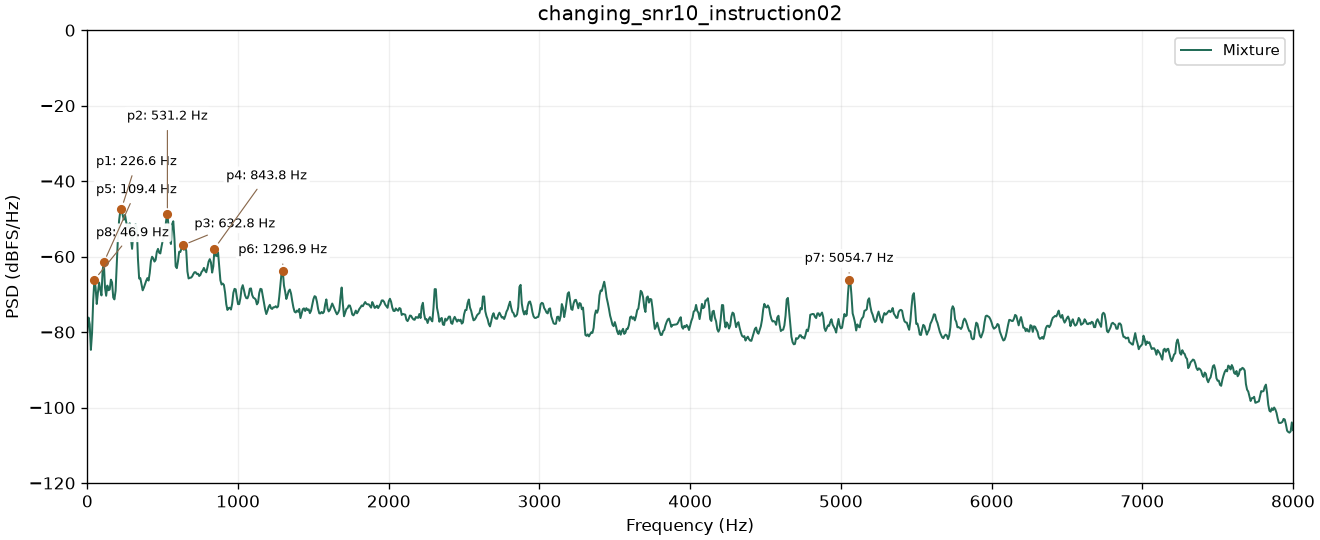 changing_snr10_instruction02
Mixture
p2: 531.2 Hz
p1: 226.6 Hz
p4: 843.8 Hz
p5: 109.4 Hz
p3: 632.8 Hz
p8: 46.9 Hz
p6: 1296.9 Hz
p7: 5054.7 Hz
PSD (dBFS/Hz)
0
−20
−40
−60
−80
−100
−120
0 1000 2000 3000 4000 5000 6000 7000 8000
Frequency (Hz)